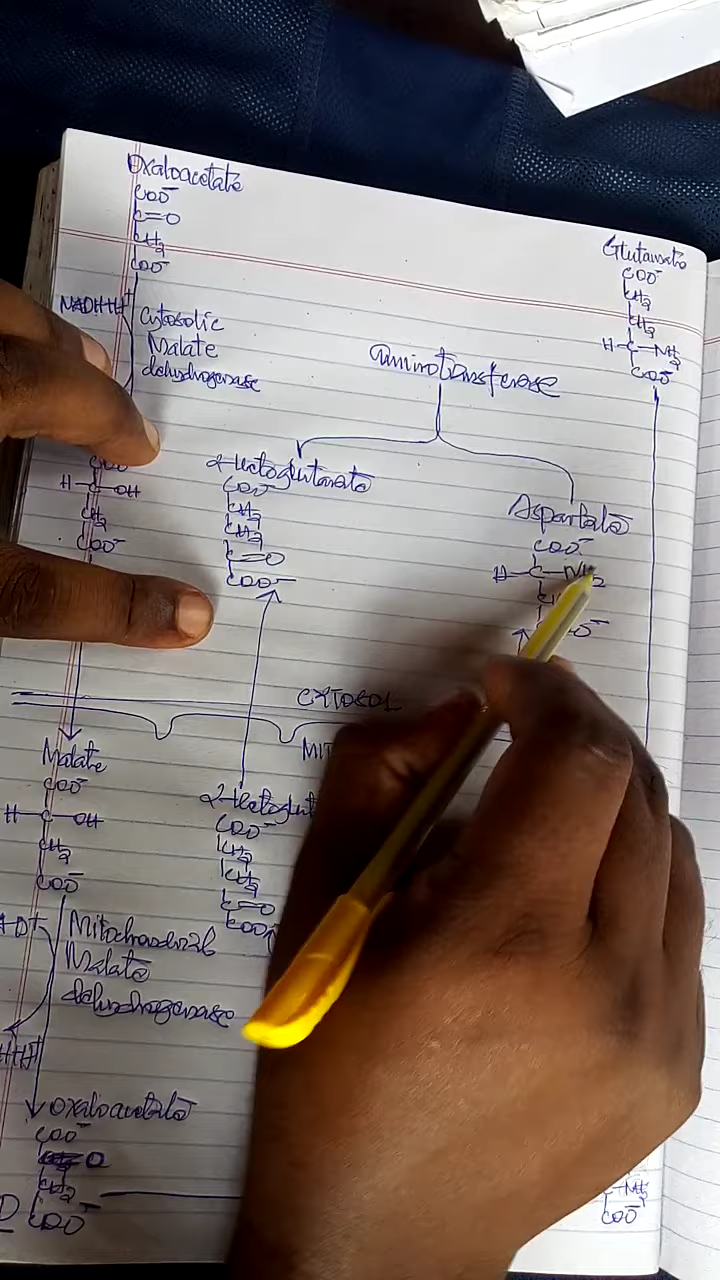 Oxaloacetate
COO⁻
C=O
CH₂
COO⁻
NADH+H⁺
Cytosolic
Malate
dehydrogenase
Glutamate
COO⁻
CH₂
CH₂
H-C-NH₂
COO⁻
Aminotransferase
COO⁻
H-C-OH
CH₂
COO⁻
α-ketoglutarate
COO⁻
CH₂
CH₂
C=O
COO⁻
Aspartate
COO⁻
H-C-NH₂
CYTOSOL
Malate
COO⁻
H-C-OH
CH₂
COO⁻
COO⁻
CH₂
CH₂
C=O
COO
Mitochondrial
Malate
dehydrogenase
Oxaloacetate
COO⁻
=O
CH₂
COO⁻
C-NH₂
COO⁻